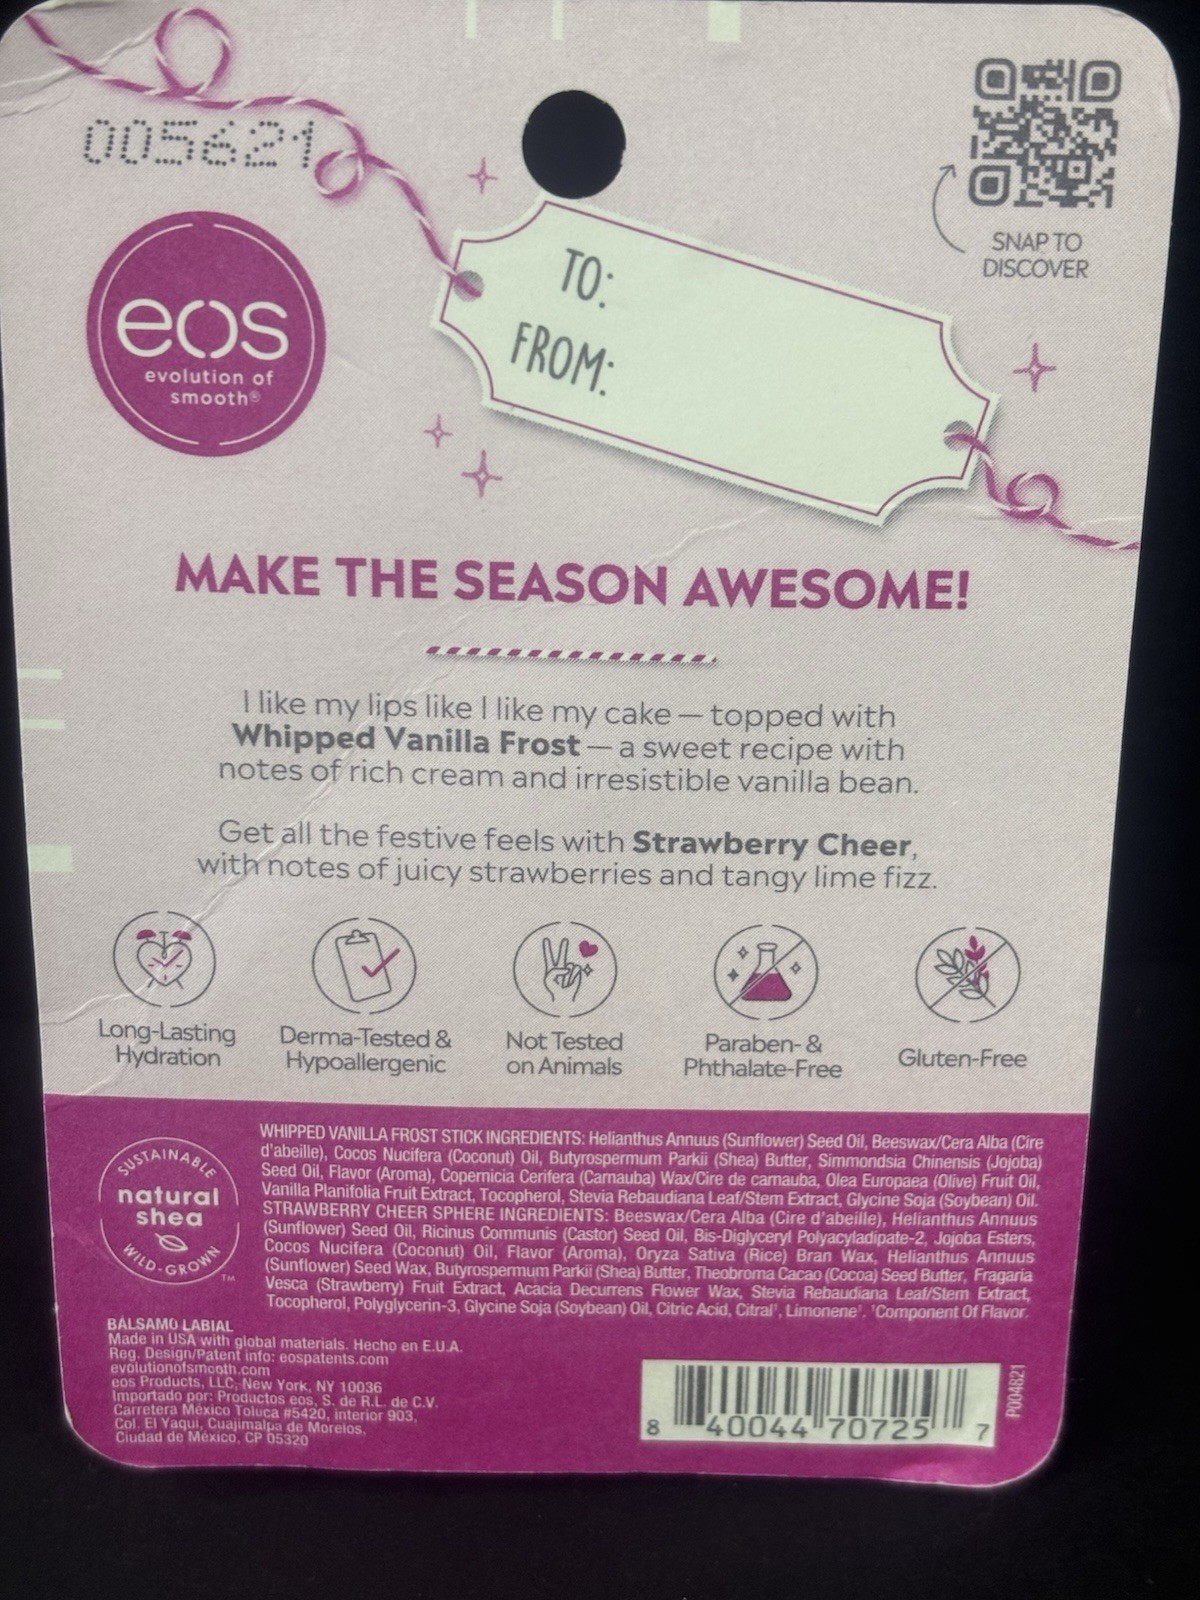 005621
eos
evolution of
smooth®
SNAP TO
DISCOVER
TO:
FROM:
MAKE THE SEASON AWESOME!
I like my lips like I like my cake — topped with
Whipped Vanilla Frost — a sweet recipe with
notes of rich cream and irresistible vanilla bean.
Get all the festive feels with Strawberry Cheer,
with notes of juicy strawberries and tangy lime fizz.
Long-Lasting
Hydration
Derma-Tested &
Hypoallergenic
Not Tested
on Animals
Paraben- &
Phthalate-Free
Gluten-Free
SUSTAINABLE
natural
shea
WILD-GROWN
TM
WHIPPED VANILLA FROST STICK INGREDIENTS: Helianthus Annuus (Sunflower) Seed Oil, Beeswax/Cera Alba (Cire
d'abeille), Cocos Nucifera (Coconut) Oil, Butyrospermum Parkii (Shea) Butter, Simmondsia Chinensis (Jojoba)
Seed Oil, Flavor (Aroma), Copernicia Cerifera (Carnauba) Wax/Cire de carnauba, Olea Europaea (Olive) Fruit Oil,
Vanilla Planifolia Fruit Extract, Tocopherol, Stevia Rebaudiana Leaf/Stem Extract, Glycine Soja (Soybean) Oil.
STRAWBERRY CHEER SPHERE INGREDIENTS: Beeswax/Cera Alba (Cire d'abeille), Helianthus Annuus
(Sunflower) Seed Oil, Ricinus Communis (Castor) Seed Oil, Bis-Diglyceryl Polyacyladipate-2, Jojoba Esters,
Cocos Nucifera (Coconut) Oil, Flavor (Aroma), Oryza Sativa (Rice) Bran Wax, Helianthus Annuus
(Sunflower) Seed Wax, Butyrospermum Parkii (Shea) Butter, Theobroma Cacao (Cocoa) Seed Butter, Fragaria
Vesca (Strawberry) Fruit Extract, Acacia Decurrens Flower Wax, Stevia Rebaudiana Leaf/Stem Extract,
Tocopherol, Polyglycerin-3, Glycine Soja (Soybean) Oil, Citric Acid, Citral†, Limonene†. †Component Of Flavor.
BÁLSAMO LABIAL
Made in USA with global materials. Hecho en E.U.A.
Reg. Design/Patent info: eospatents.com
evolutionofsmooth.com
eos Products, LLC, New York, NY 10036
Importado por: Productos eos, S. de R.L. de C.V.
Carretera México Toluca #5420, interior 903,
Col. El Yaqui, Cuajimalpa de Morelos,
Ciudad de México, CP 05320
8 40044 70725 7
P004821